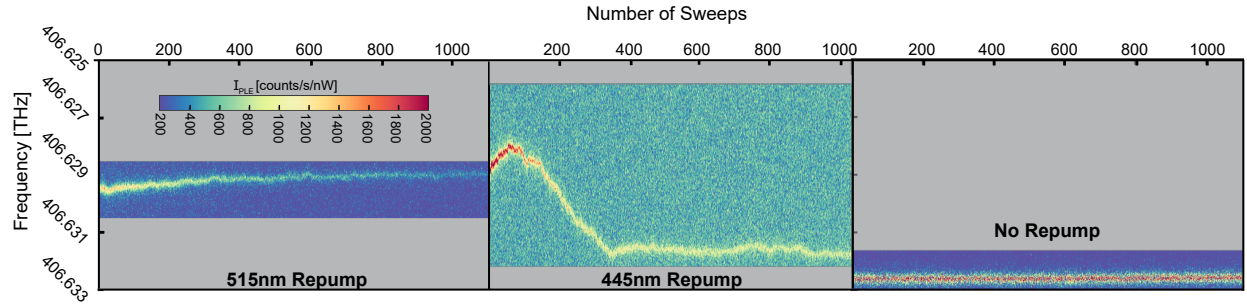 Number of Sweeps
0 200 400 600 800 1000 200 400 600 800 1000 0 200 400 600 800 1000
Frequency [THz]
406.625
406.627
406.629
406.631
406.633
I_PLE [counts/s/nW]
200 400 600 800 1000 1200 1400 1600 1800 2000
515nm Repump
445nm Repump
No Repump